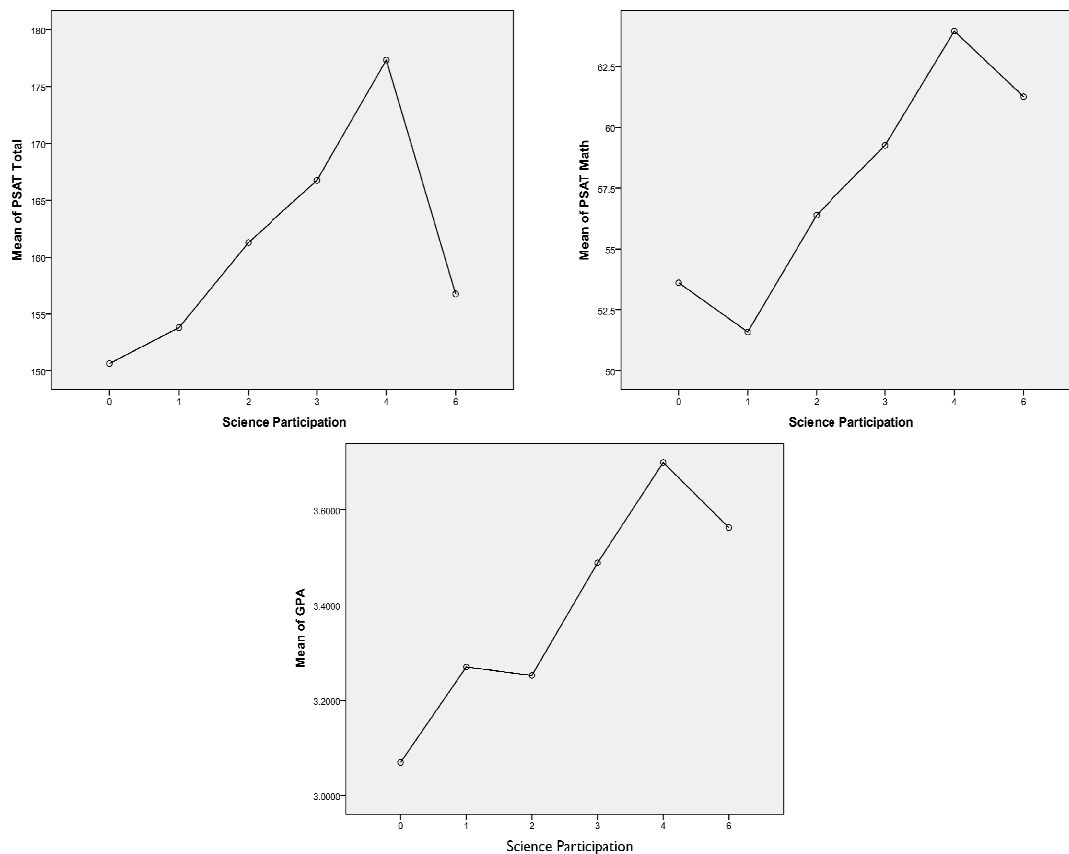 180
175
170
165
160
155
150
Mean of PSAT Total
0 1 2 3 4 6
Science Participation
62.5
60
57.5
55
52.5
50
Mean of PSAT Math
0 1 2 3 4 6
Science Participation
3.6000
3.4000
3.2000
3.0000
Mean of GPA
0 1 2 3 4 6
Science Participation